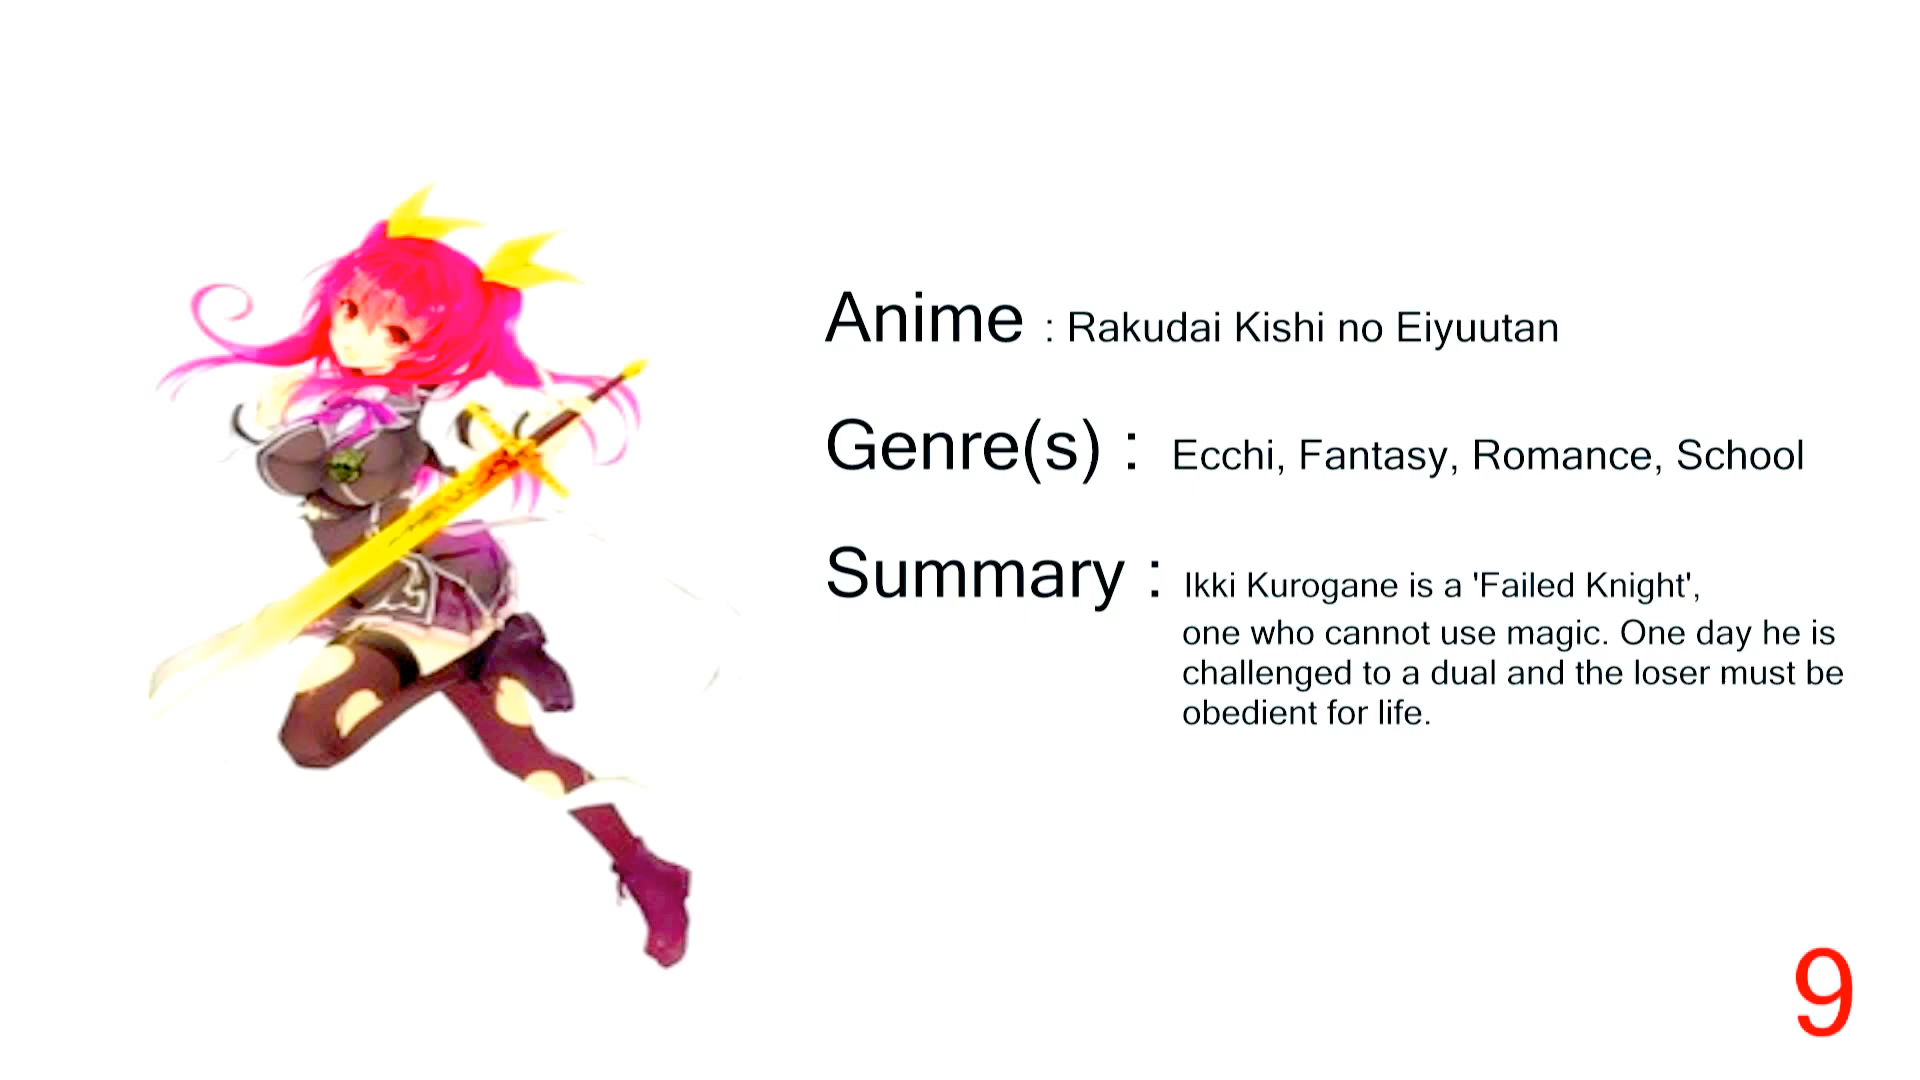 Anime : Rakudai Kishi no Eiyuutan
Genre(s) : Ecchi, Fantasy, Romance, School
Summary : Ikki Kurogane is a 'Failed Knight',
one who cannot use magic. One day he is
challenged to a dual and the loser must be
obedient for life.
9